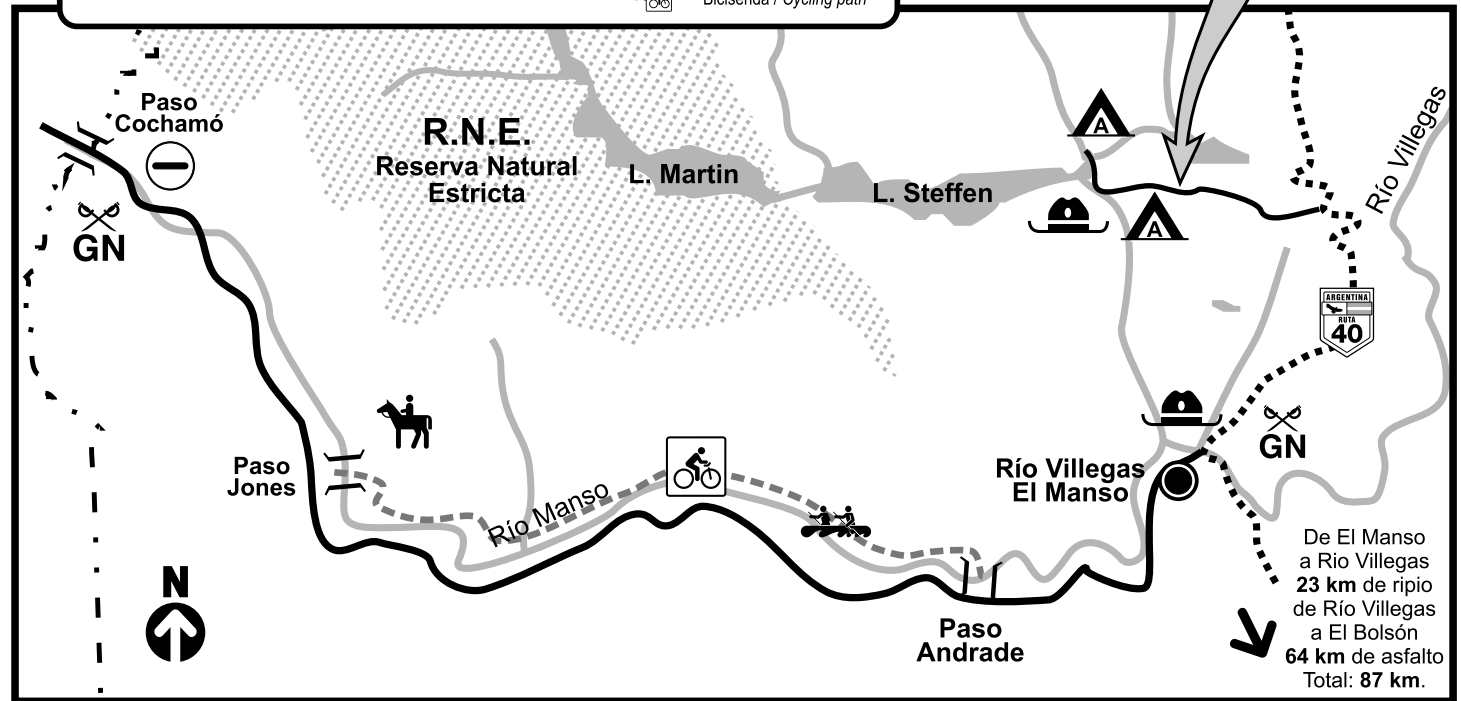 Bicisenda / Cycling path
Paso
Cochamó
GN
R.N.E.
Reserva Natural
Estricta
L. Martin
L. Steffen
A
A
Río Villegas
ARGENTINA
RUTA
40
GN
Paso
Jones
Río Manso
Río Villegas
El Manso
Paso
Andrade
N
De El Manso
a Rio Villegas
23 km de ripio
de Río Villegas
a El Bolsón
64 km de asfalto
Total: 87 km.